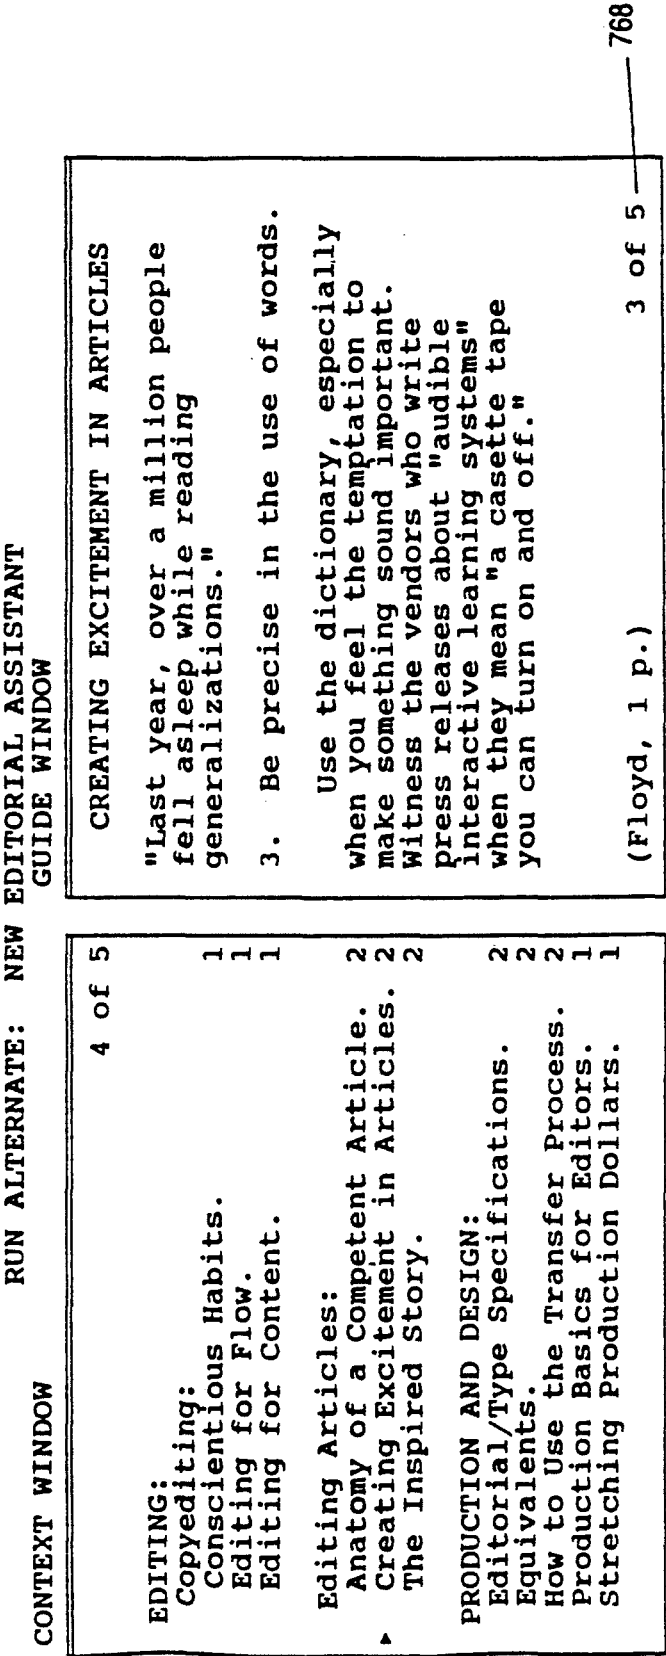 RUN ALTERNATE: NEW EDITORIAL ASSISTANT
CONTEXT WINDOW
4 of 5
EDITING:
Copyediting:
Conscientious Habits. 1
Editing for Flow. 1
Editing for Content. 1
Editing Articles:
Anatomy of a Competent Article. 2
Creating Excitement in Articles. 2
The Inspired Story. 2
PRODUCTION AND DESIGN:
Editorial/Type Specifications. 2
Equivalents. 2
How to Use the Transfer Process. 2
Production Basics for Editors. 1
Stretching Production Dollars. 1
GUIDE WINDOW
CREATING EXCITEMENT IN ARTICLES
"Last year, over a million people
fell asleep while reading
generalizations."
3. Be precise in the use of words.
Use the dictionary, especially
when you feel the temptation to
make something sound important.
Witness the vendors who write
press releases about "audible
interactive learning systems"
when they mean "a casette tape
you can turn on and off."
(Floyd, 1 p.) 3 of 5
768